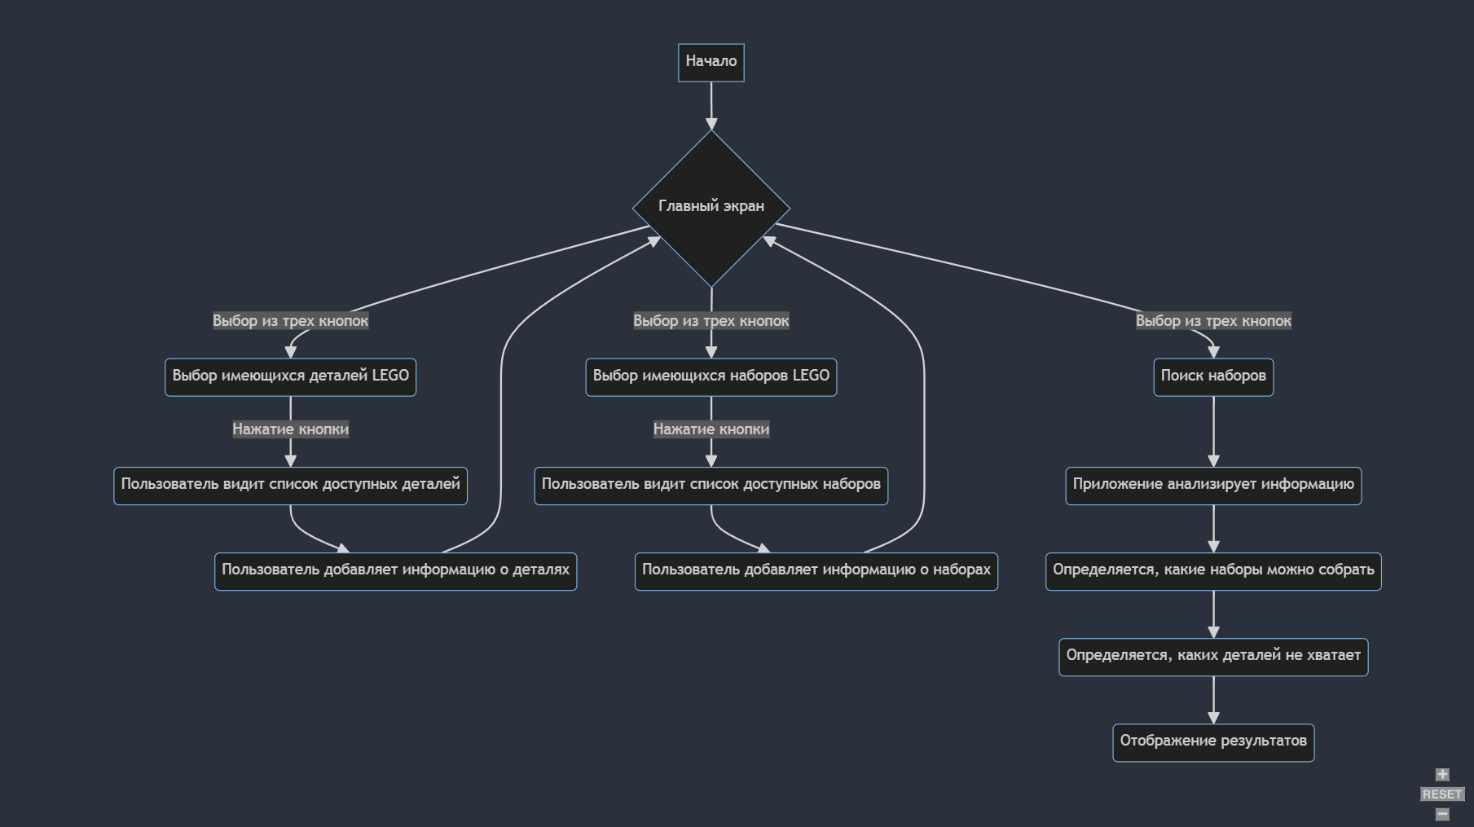 Начало
Главный экран
Выбор из трех кнопок
Выбор из трех кнопок
Выбор из трех кнопок
Выбор имеющихся деталей LEGO
Выбор имеющихся наборов LEGO
Поиск наборов
Нажатие кнопки
Нажатие кнопки
Пользователь видит список доступных деталей
Пользователь видит список доступных наборов
Приложение анализирует информацию
Пользователь добавляет информацию о деталях
Пользователь добавляет информацию о наборах
Определяется, какие наборы можно собрать
Определяется, каких деталей не хватает
Отображение результатов
+
RESET
−